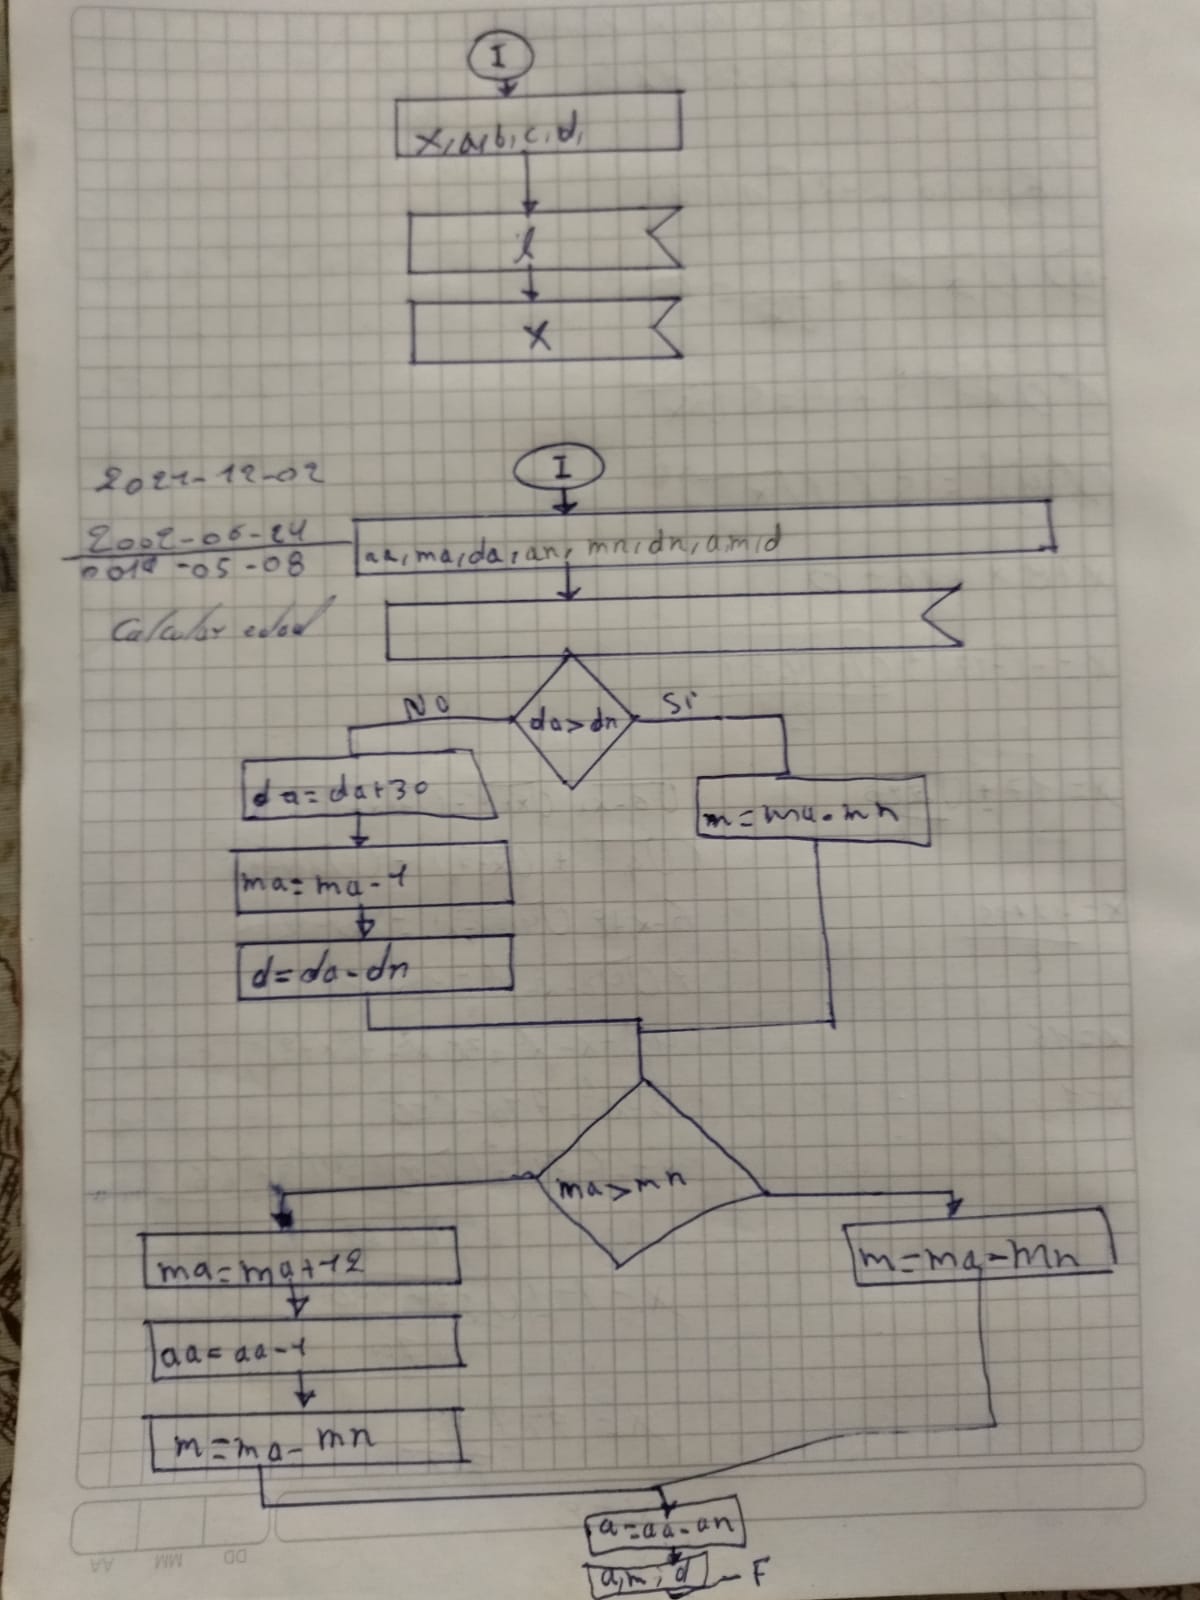 I
x, a, b, c, d,
l
x
I
2021-12-02
2002-06-24
aa, ma, da, an, mn, dn, a, m, d
0019 -05 -08
Calcular edad
No
Si
da > dn
da = da+30
m = ma - mn
ma = ma - 1
d = da - dn
ma > mn
ma = ma + 12
m = ma - mn
aa = aa - 1
m = ma - mn
a = aa - an
a, m, d - F
AA MM DD